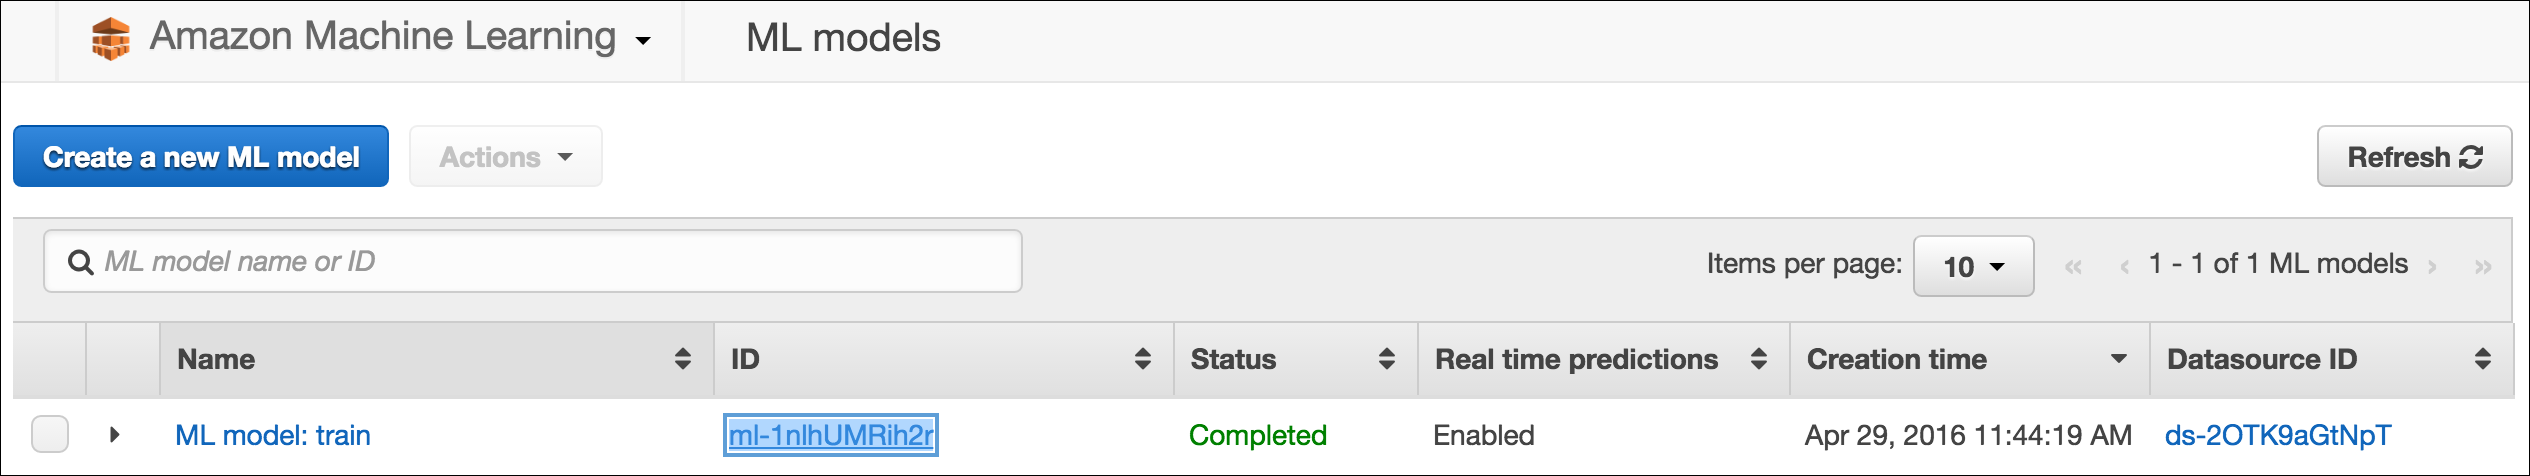 Amazon Machine Learning ML models
Create a new ML model Actions Refresh
ML model name or ID Items per page: 10 « ‹ 1 - 1 of 1 ML models › »
Name ID Status Real time predictions Creation time Datasource ID
ML model: train ml-1nlhUMRih2r Completed Enabled Apr 29, 2016 11:44:19 AM ds-2OTK9aGtNpT